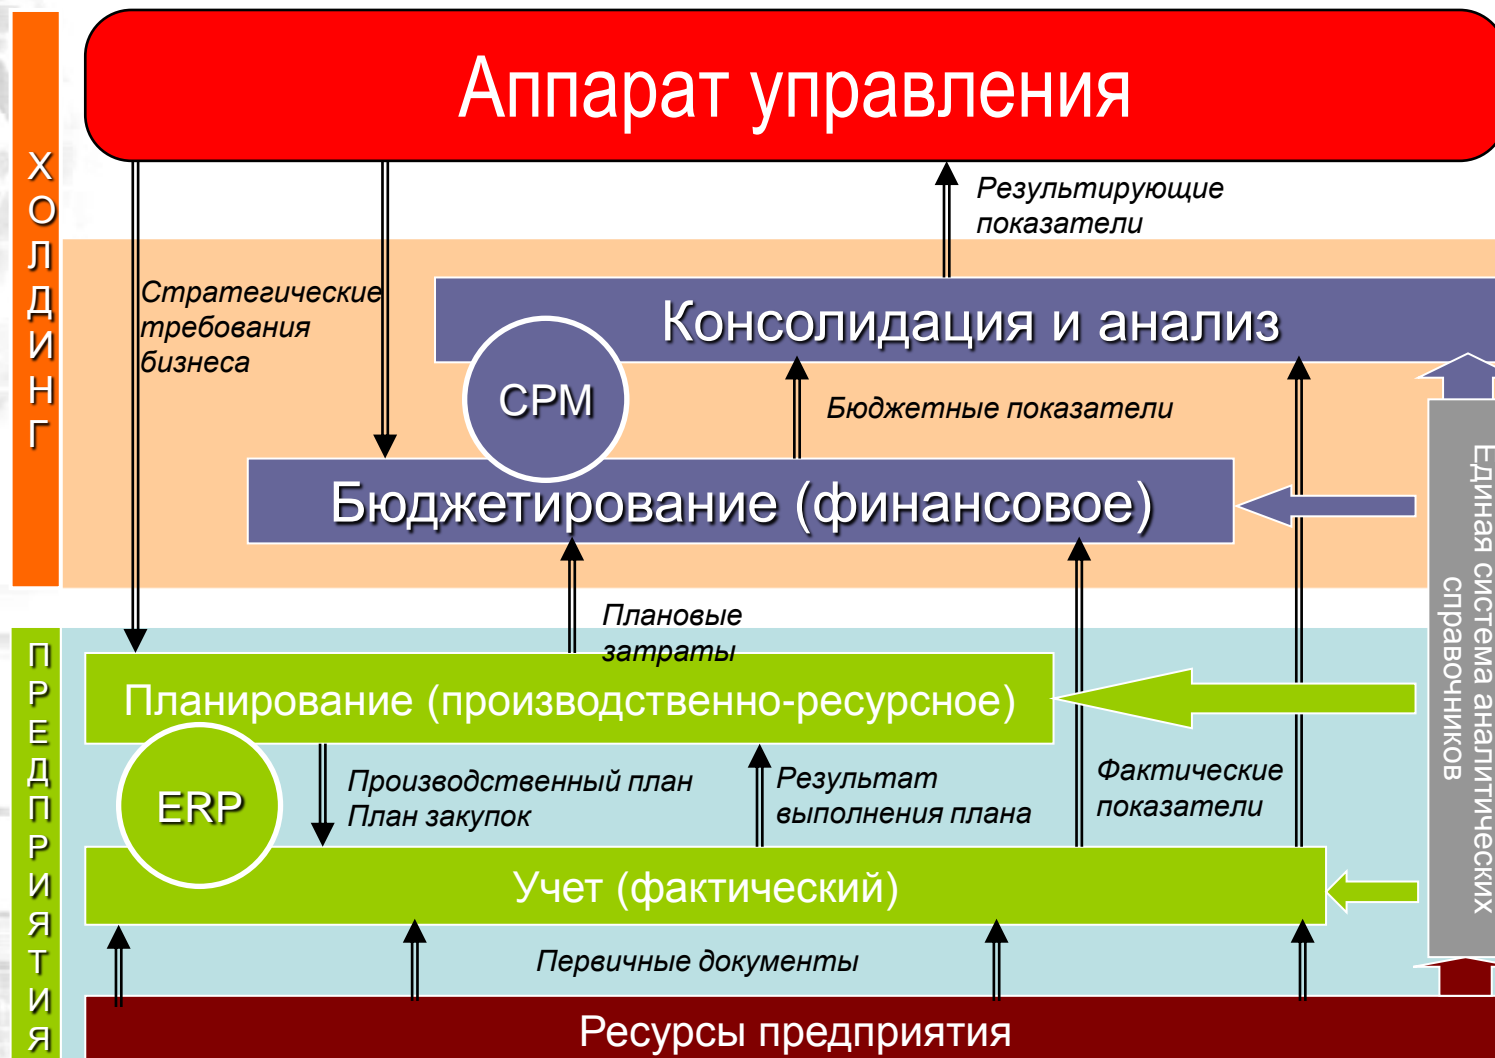 Аппарат управления
ХОЛДИНГ
Результирующие
показатели
Стратегические
требования
бизнеса
Консолидация и анализ
CPM
Бюджетные показатели
Бюджетирование (финансовое)
Единая система аналитических
справочников
Плановые
затраты
ПРЕДПРИЯТИЯ
Планирование (производственно-ресурсное)
ERP
Производственный план
План закупок
Результат
выполнения плана
Фактические
показатели
Учет (фактический)
Первичные документы
Ресурсы предприятия